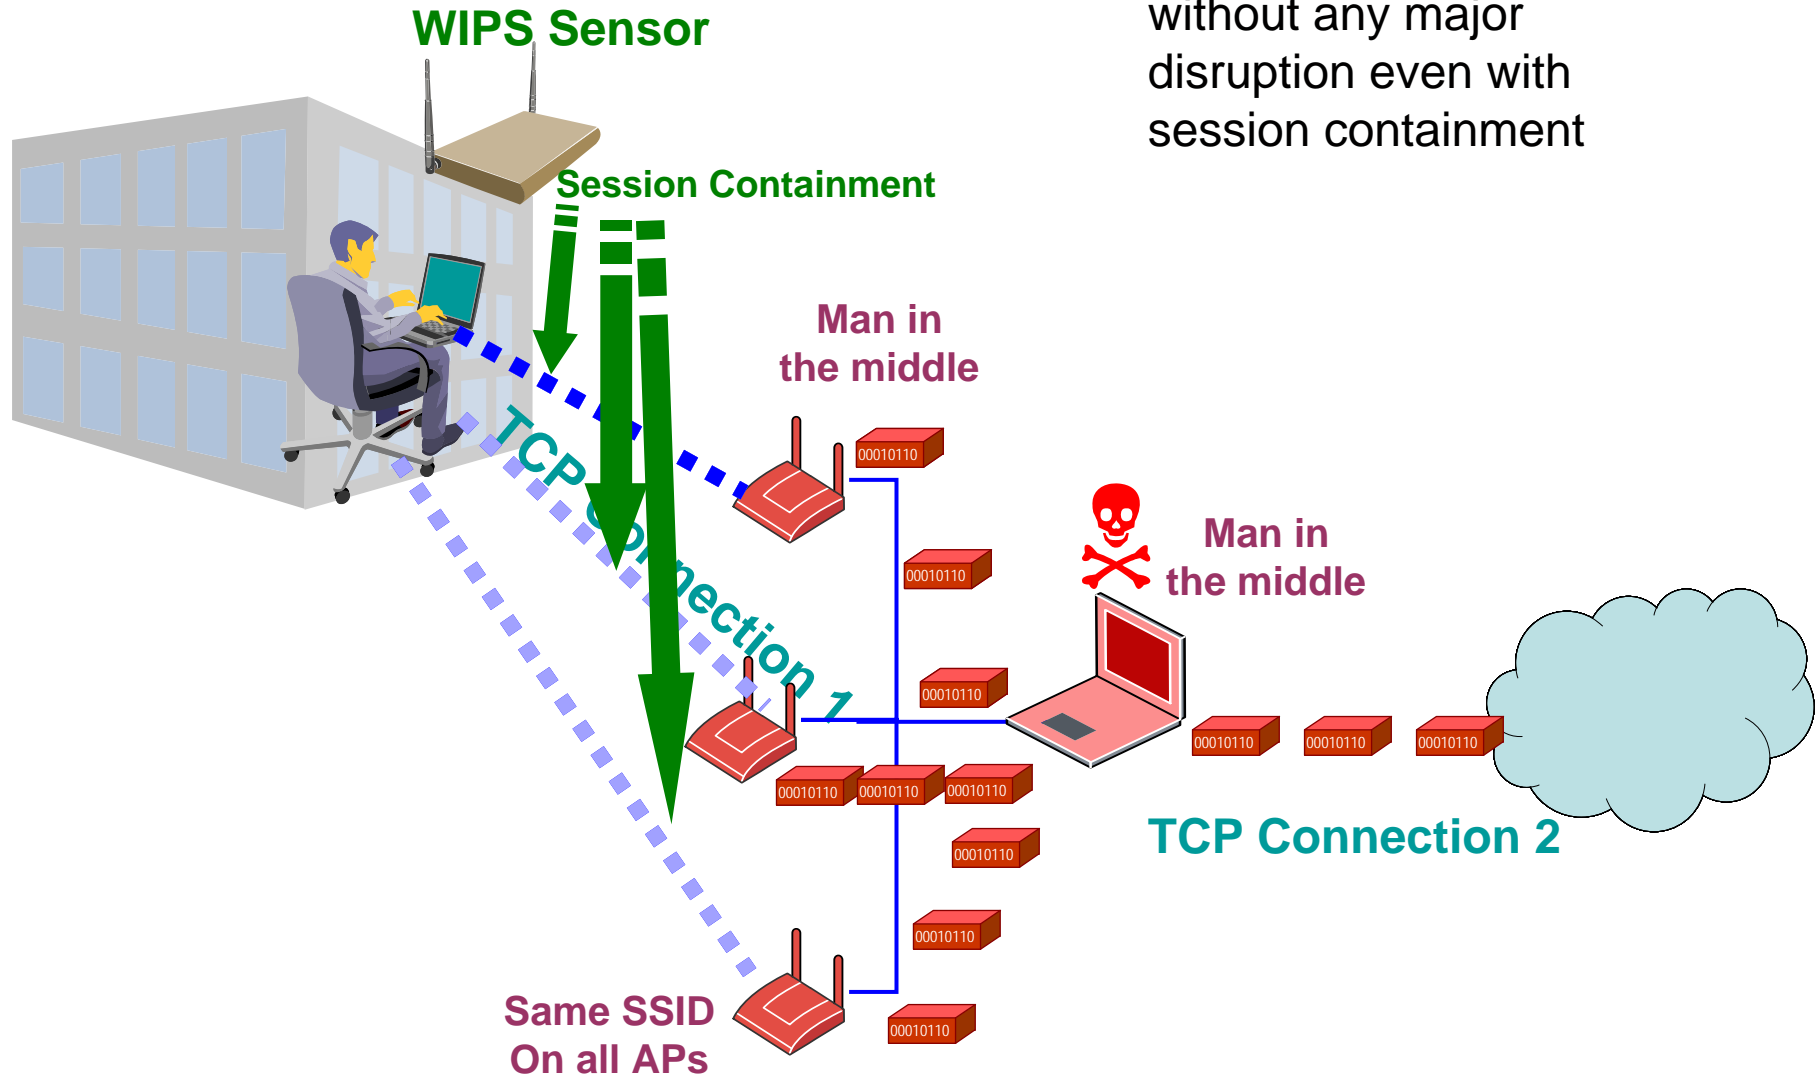 WIPS Sensor
without any major
disruption even with
session containment
Session Containment
Man in
the middle
TCP Connection 1
00010110
00010110
Man in
the middle
00010110
00010110
00010110
00010110
00010110
00010110
00010110
TCP Connection 2
00010110
00010110
Same SSID
On all APs
00010110